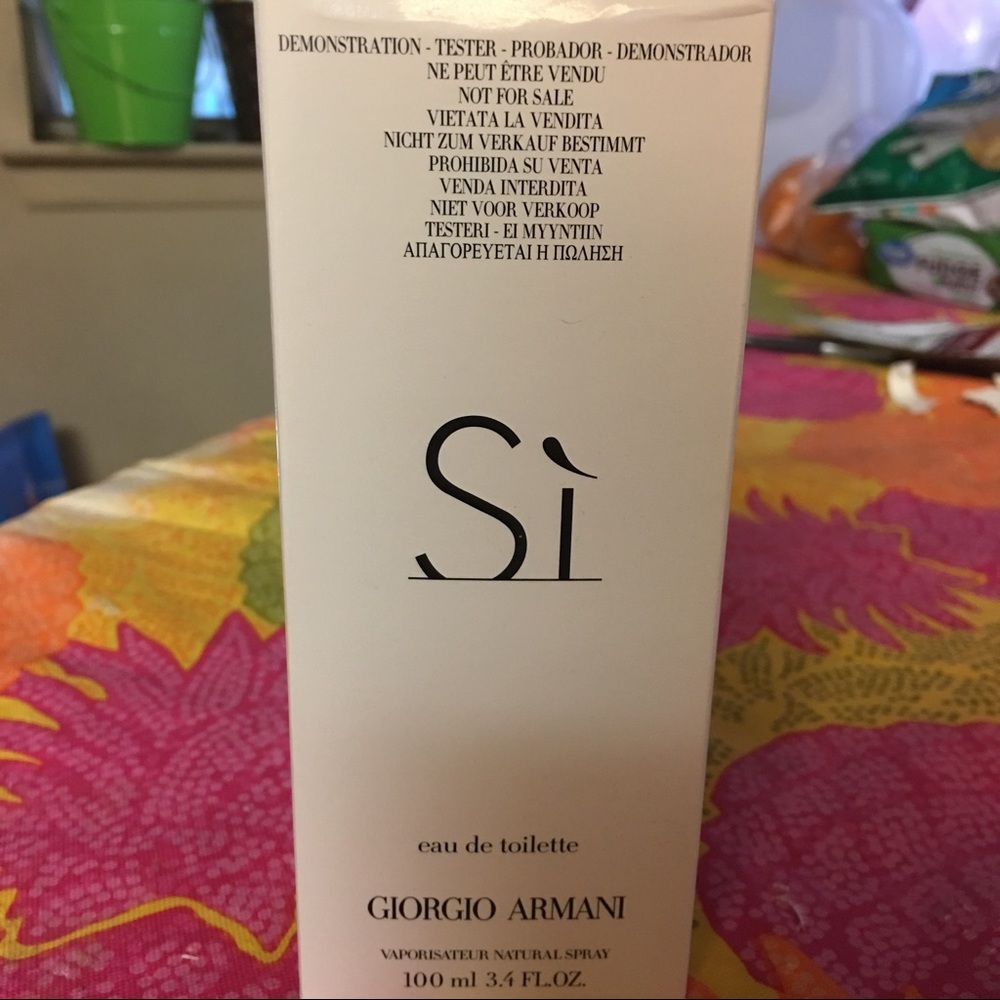 DEMONSTRATION - TESTER - PROBADOR - DEMONSTRADOR
NE PEUT ÊTRE VENDU
NOT FOR SALE
VIETATA LA VENDITA
NICHT ZUM VERKAUF BESTIMMT
PROHIBIDA SU VENTA
VENDA INTERDITA
NIET VOOR VERKOOP
TESTERI - EI MYYNTIIN
ΑΠΑΓΟΡΕΥΕΤΑΙ Η ΠΩΛΗΣΗ
Sì
eau de toilette
GIORGIO ARMANI
VAPORISATEUR NATURAL SPRAY
100 ml 3.4 FL.OZ.